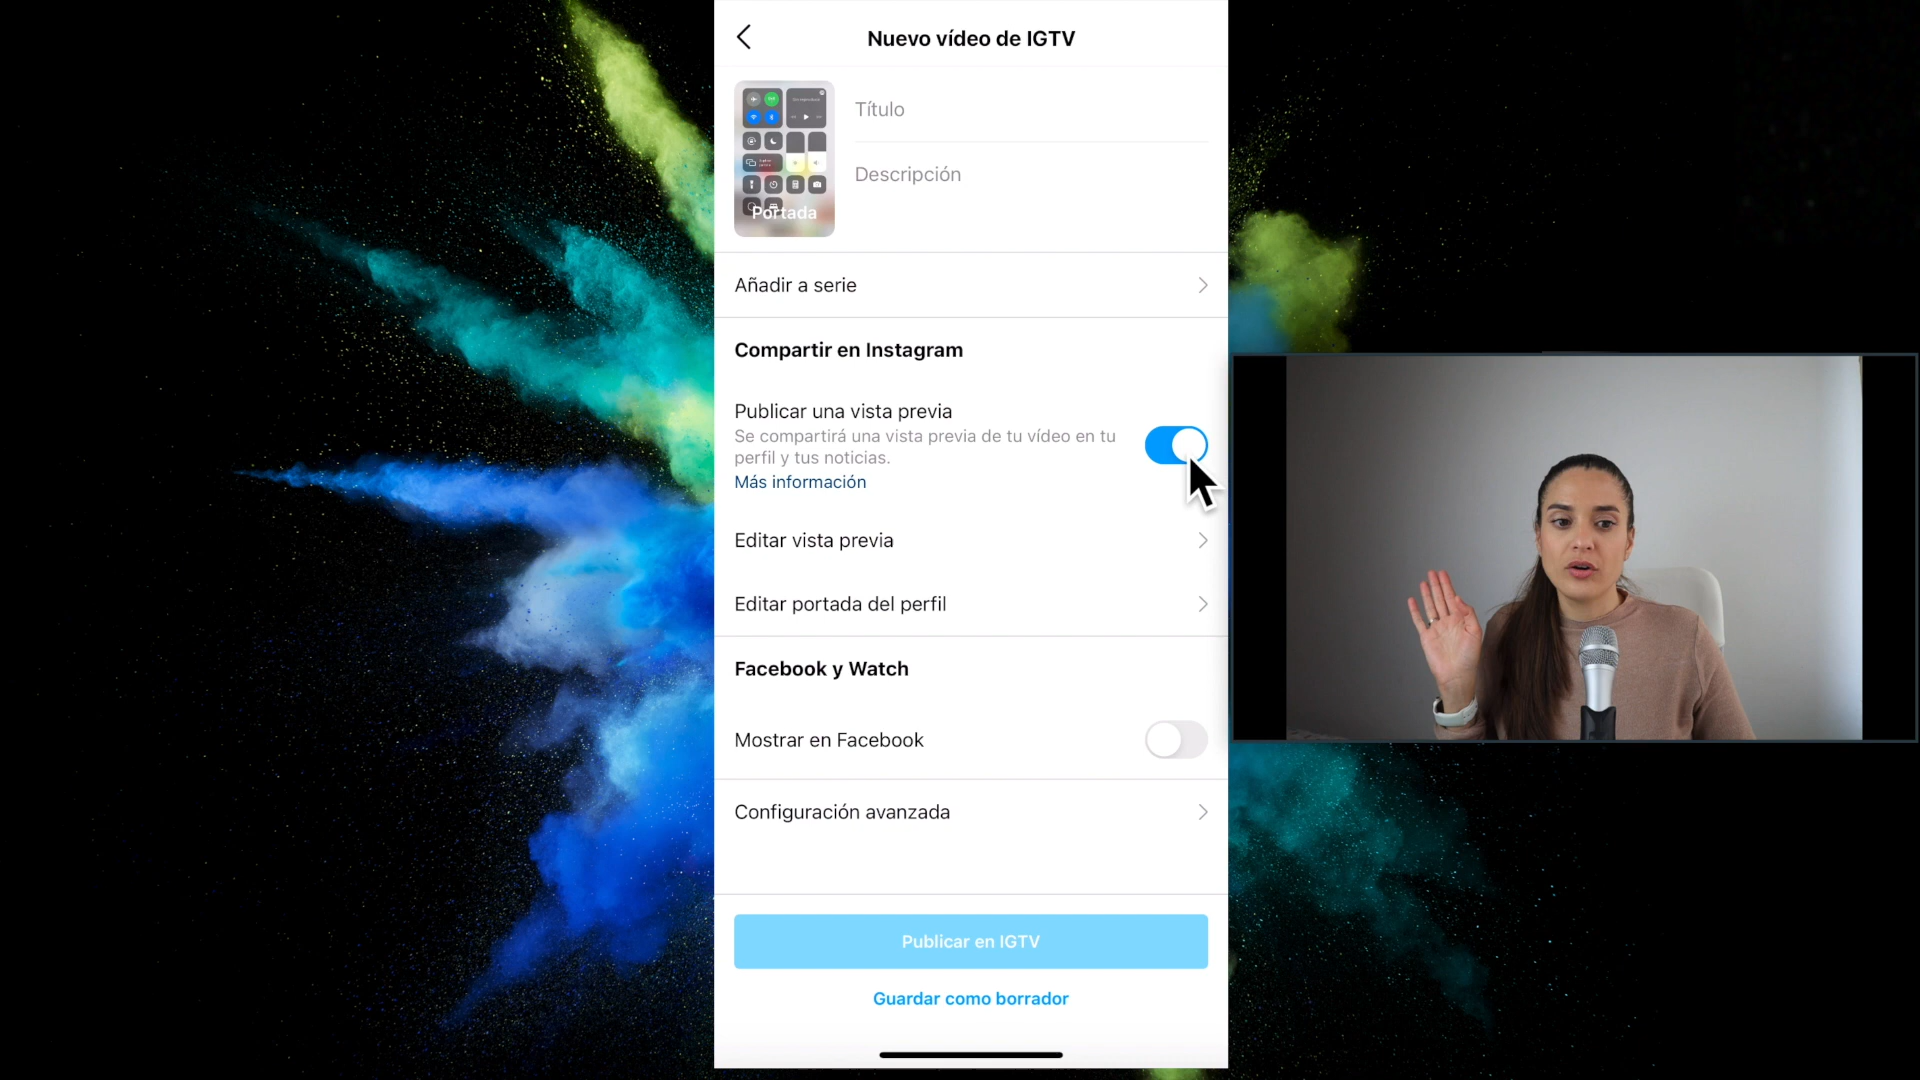 Nuevo vídeo de IGTV
Título
Descripción
Portada
Añadir a serie
Compartir en Instagram
Publicar una vista previa
Se compartirá una vista previa de tu vídeo en tu
perfil y tus noticias.
Más información
Editar vista previa
Editar portada del perfil
Facebook y Watch
Mostrar en Facebook
Configuración avanzada
Publicar en IGTV
Guardar como borrador